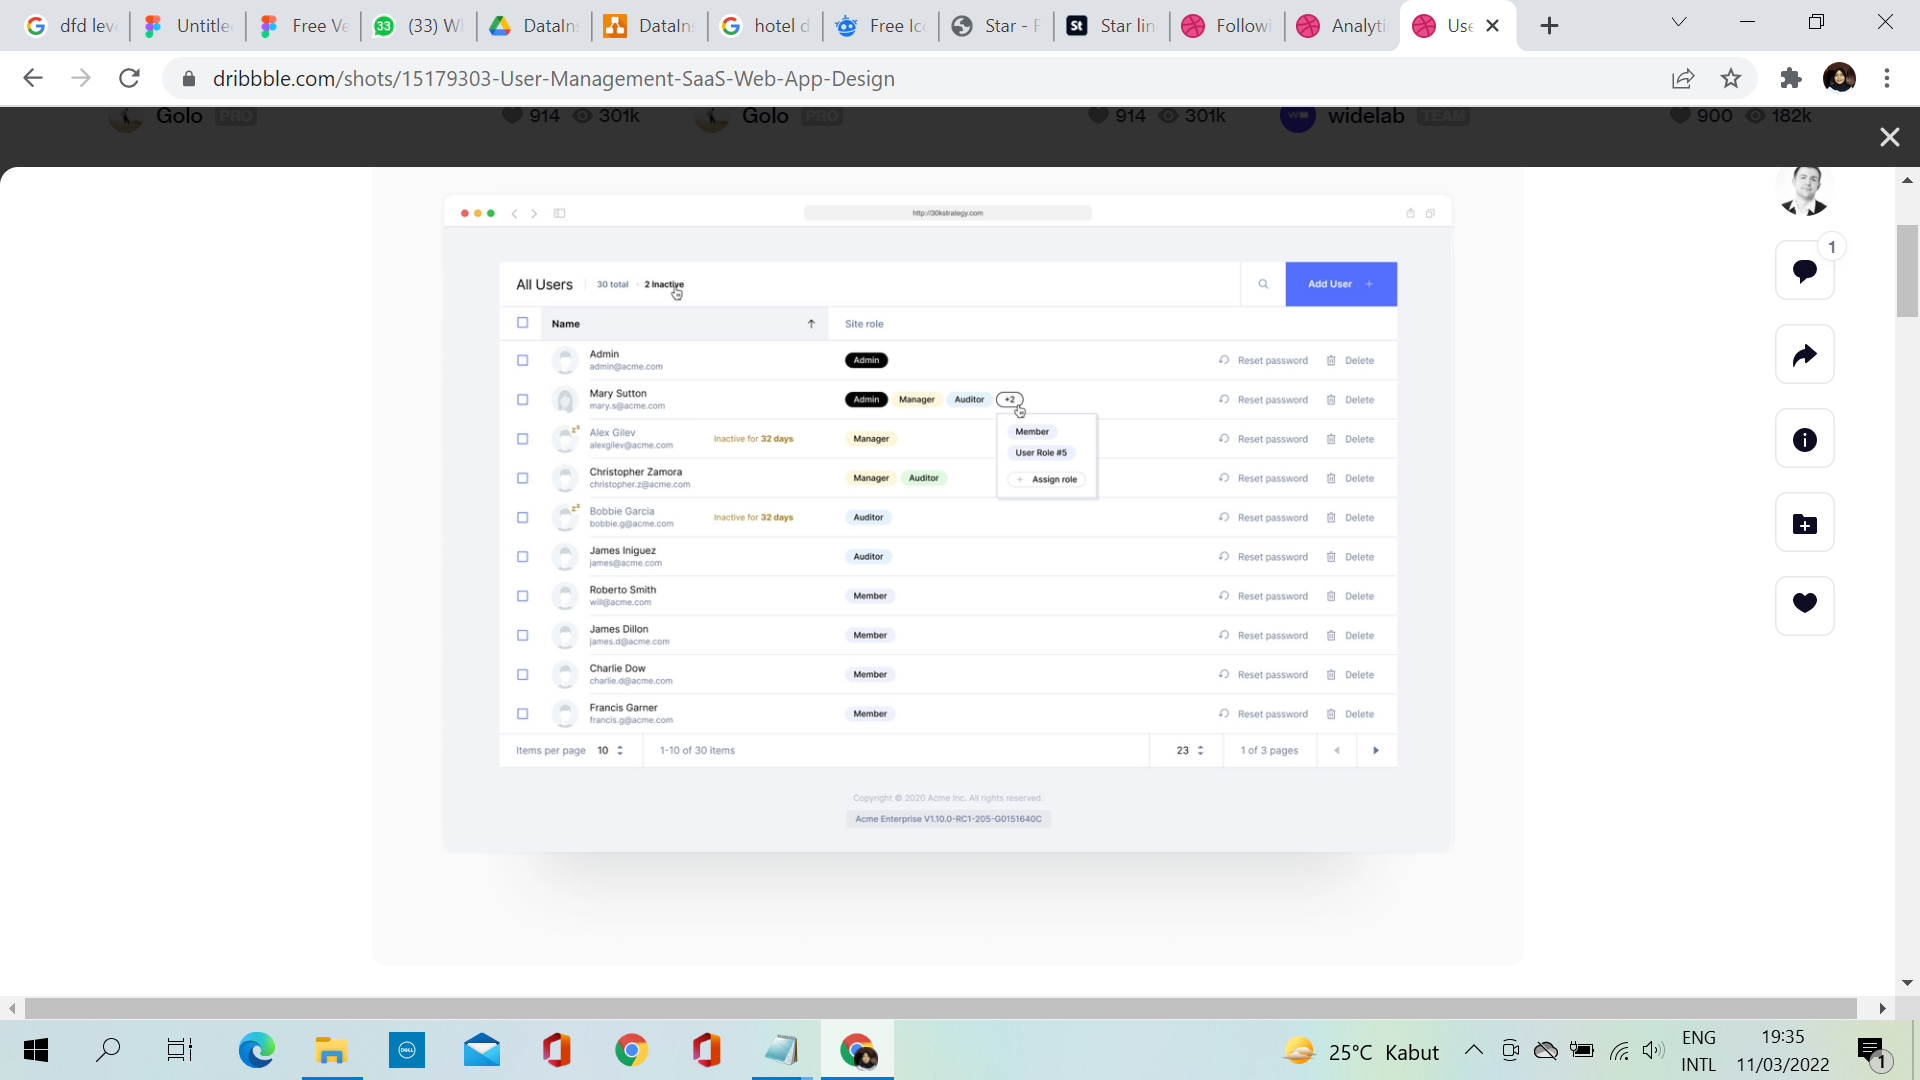 dfd lev
Untitle
Free Ve
(33) W
DataIns
DataIns
hotel d
Free Ic
Star - F
Star lin
Followi
Analyti
Use
dribbble.com/shots/15179303-User-Management-SaaS-Web-App-Design
Golo PRO 914 301k
Golo PRO 914 301k
widelab TEAM 900 182k
http://30kstrategy.com
1
All Users 30 total · 2 Inactive
Add User +
Name Site role
Admin
admin@acme.com
Admin
Reset password Delete
Mary Sutton
mary.s@acme.com
Admin Manager Auditor +2
Reset password Delete
Member
User Role #5
+ Assign role
Alex Gilev
alexgilev@acme.com
Inactive for 32 days
Manager
Reset password Delete
Christopher Zamora
christopher.z@acme.com
Manager Auditor
Reset password Delete
Bobbie Garcia
bobbie.g@acme.com
Inactive for 32 days
Auditor
Reset password Delete
James Iniguez
james@acme.com
Auditor
Reset password Delete
Roberto Smith
will@acme.com
Member
Reset password Delete
James Dillon
james.d@acme.com
Member
Reset password Delete
Charlie Dow
charlie.d@acme.com
Member
Reset password Delete
Francis Garner
francis.g@acme.com
Member
Reset password Delete
Items per page 10 1-10 of 30 items 23 1 of 3 pages
Copyright © 2020 Acme Inc. All rights reserved.
Acme Enterprise V1.10.0-RC1-205-G0151640C
DELL
25°C Kabut
ENG
INTL
19:35
11/03/2022
1